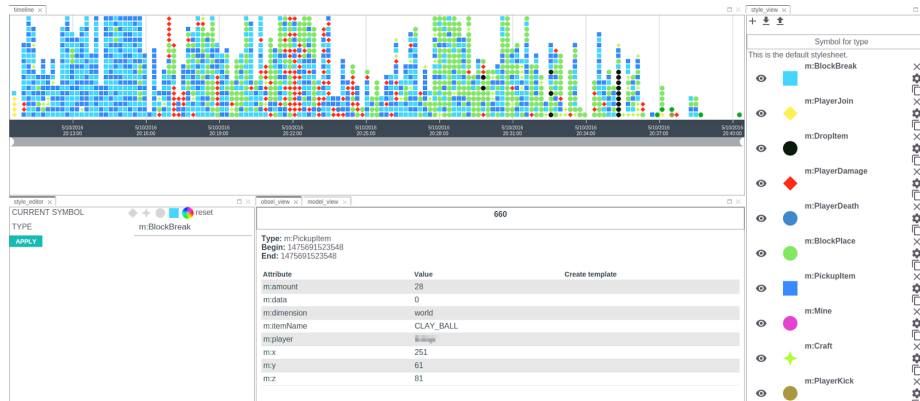 timeline
5/10/2016 5/10/2016 5/10/2016 5/10/2016 5/10/2016 5/10/2016 5/10/2016 5/10/2016 5/10/2016 5/10/2016
20:13:00 20:16:00 20:19:00 20:22:00 20:25:00 20:28:00 20:31:00 20:34:00 20:37:00 20:40:00
style_view
Symbol for type
This is the default stylesheet.
m:BlockBreak
m:PlayerJoin
m:DropItem
m:PlayerDamage
m:PlayerDeath
m:BlockPlace
m:PickupItem
m:Mine
m:Craft
m:PlayerKick
style_editor
CURRENT SYMBOL reset
TYPE m:BlockBreak
APPLY
obsel_view model_view
660
Type: m:PickupItem
Begin: 1475691523548
End: 1475691523548
Attribute Value Create template
m:amount 28
m:data 0
m:dimension world
m:itemName CLAY_BALL
m:player
m:x 251
m:y 61
m:z 81